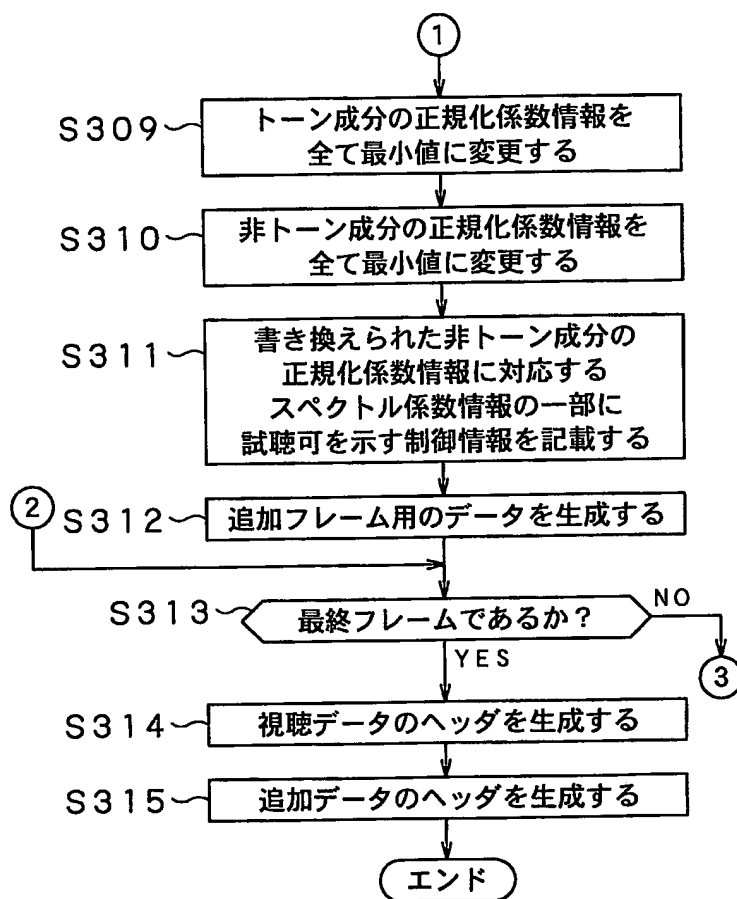 ①
S309
トーン成分の正規化係数情報を
全て最小値に変更する
S310
非トーン成分の正規化係数情報を
全て最小値に変更する
S311
書き換えられた非トーン成分の
正規化係数情報に対応する
スペクトル係数情報の一部に
試聴可を示す制御情報を記載する
②
S312
追加フレーム用のデータを生成する
S313
最終フレームであるか？
NO
YES
③
S314
視聴データのヘッダを生成する
S315
追加データのヘッダを生成する
エンド